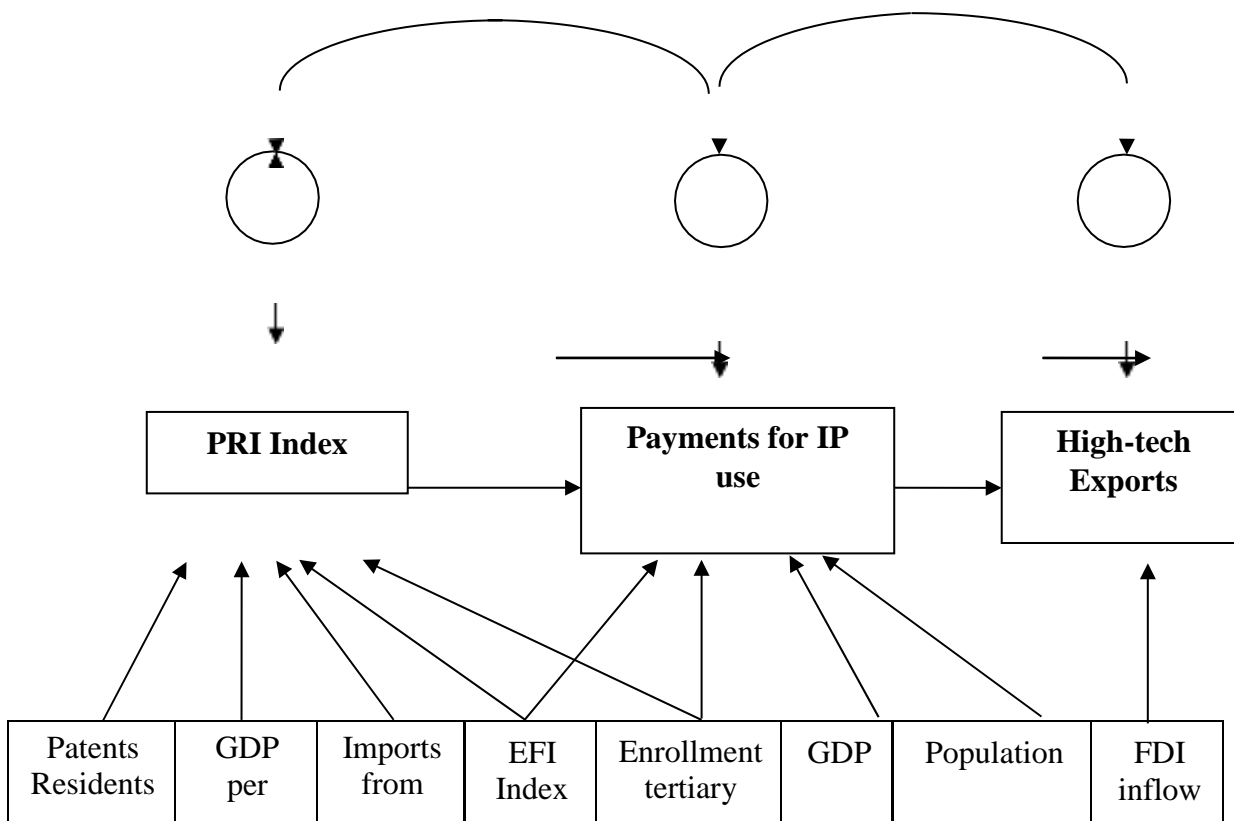 PRI Index
Payments for IP
use
High-tech
Exports
Patents
Residents
GDP
per
Imports
from
EFI
Index
Enrollment
tertiary
GDP
Population
FDI
inflow